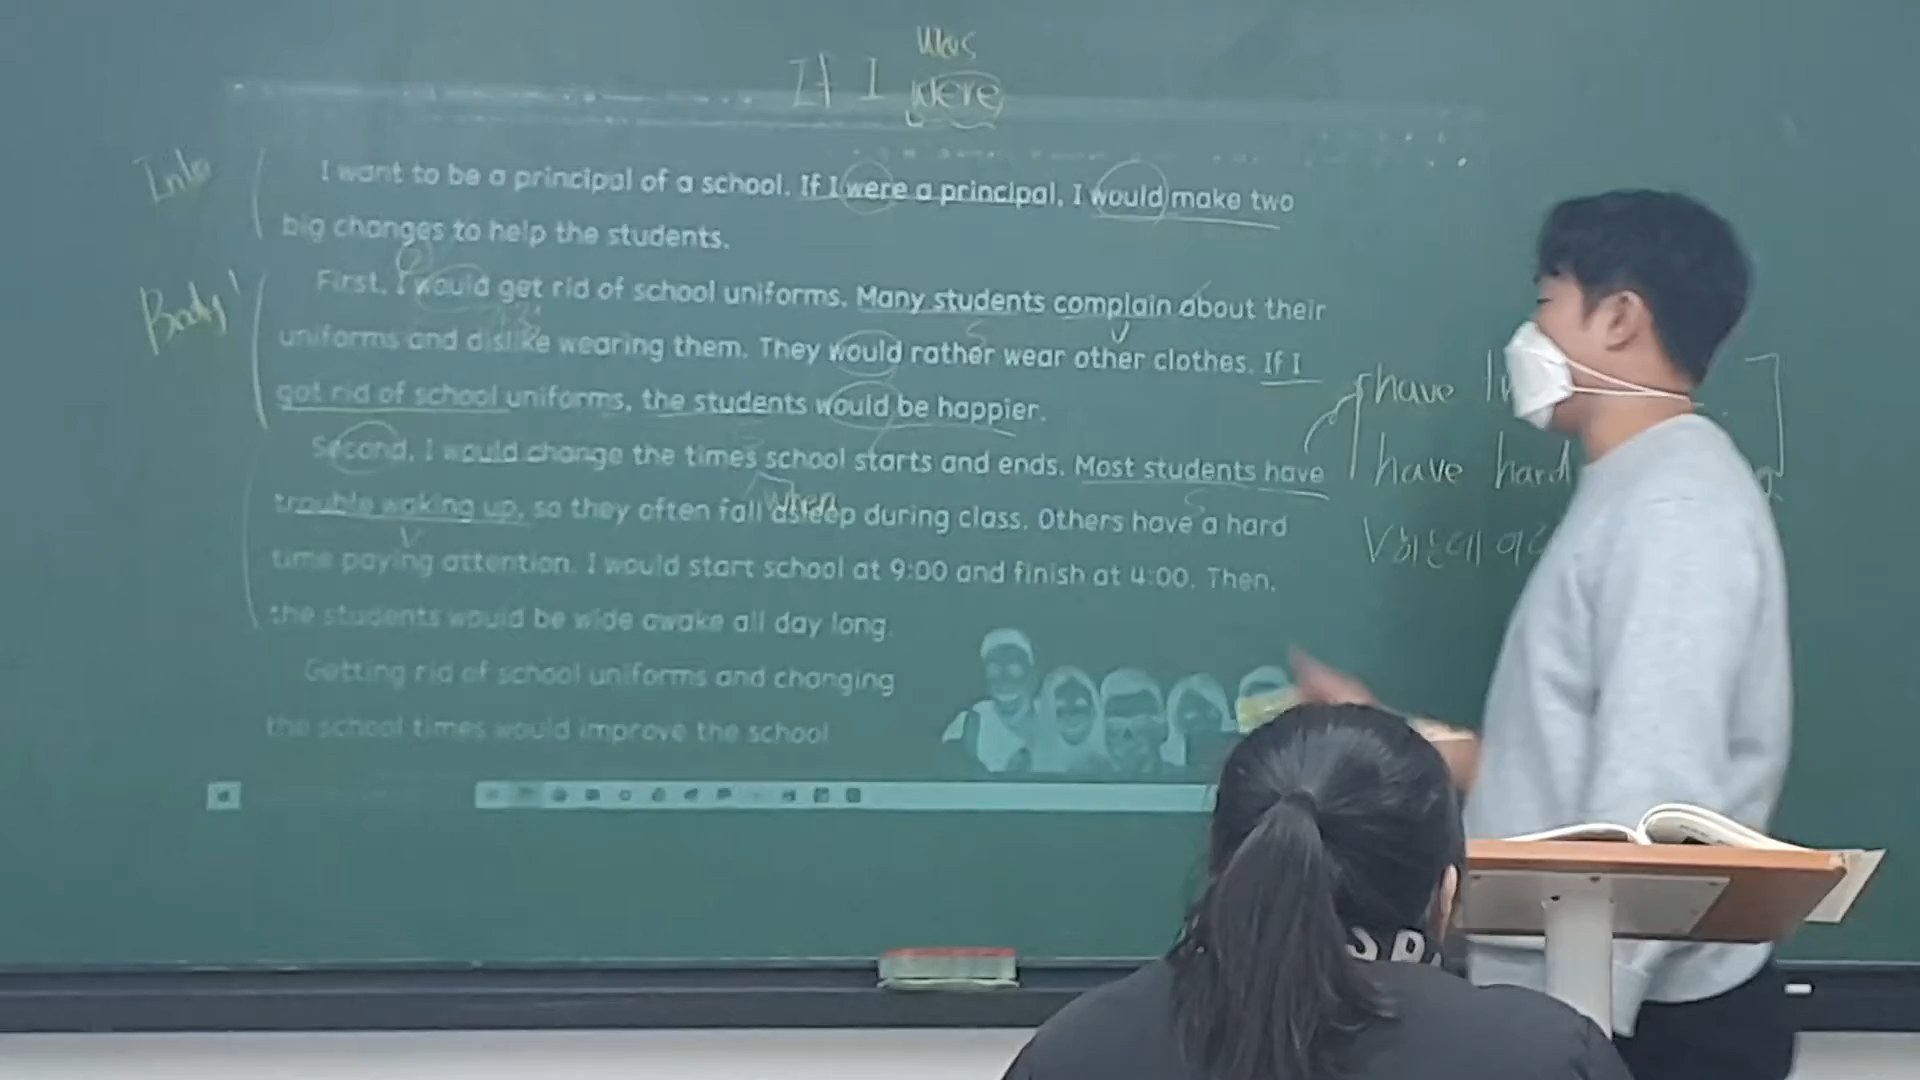 was
If I were
Into
I want to be a principal of a school. If I were a principal, I would make two
big changes to help the students.
Body 1
First, I would get rid of school uniforms. Many students complain about their
S V
uniforms and dislike wearing them. They would rather wear other clothes. If I
got rid of school uniforms, the students would be happier.
Second, I would change the times school starts and ends. Most students have
when
trouble waking up, so they often fall asleep during class. Others have a hard
S
V
time paying attention. I would start school at 9:00 and finish at 4:00. Then,
the students would be wide awake all day long.
Getting rid of school uniforms and changing
the school times would improve the school
have
have hard
V하는데